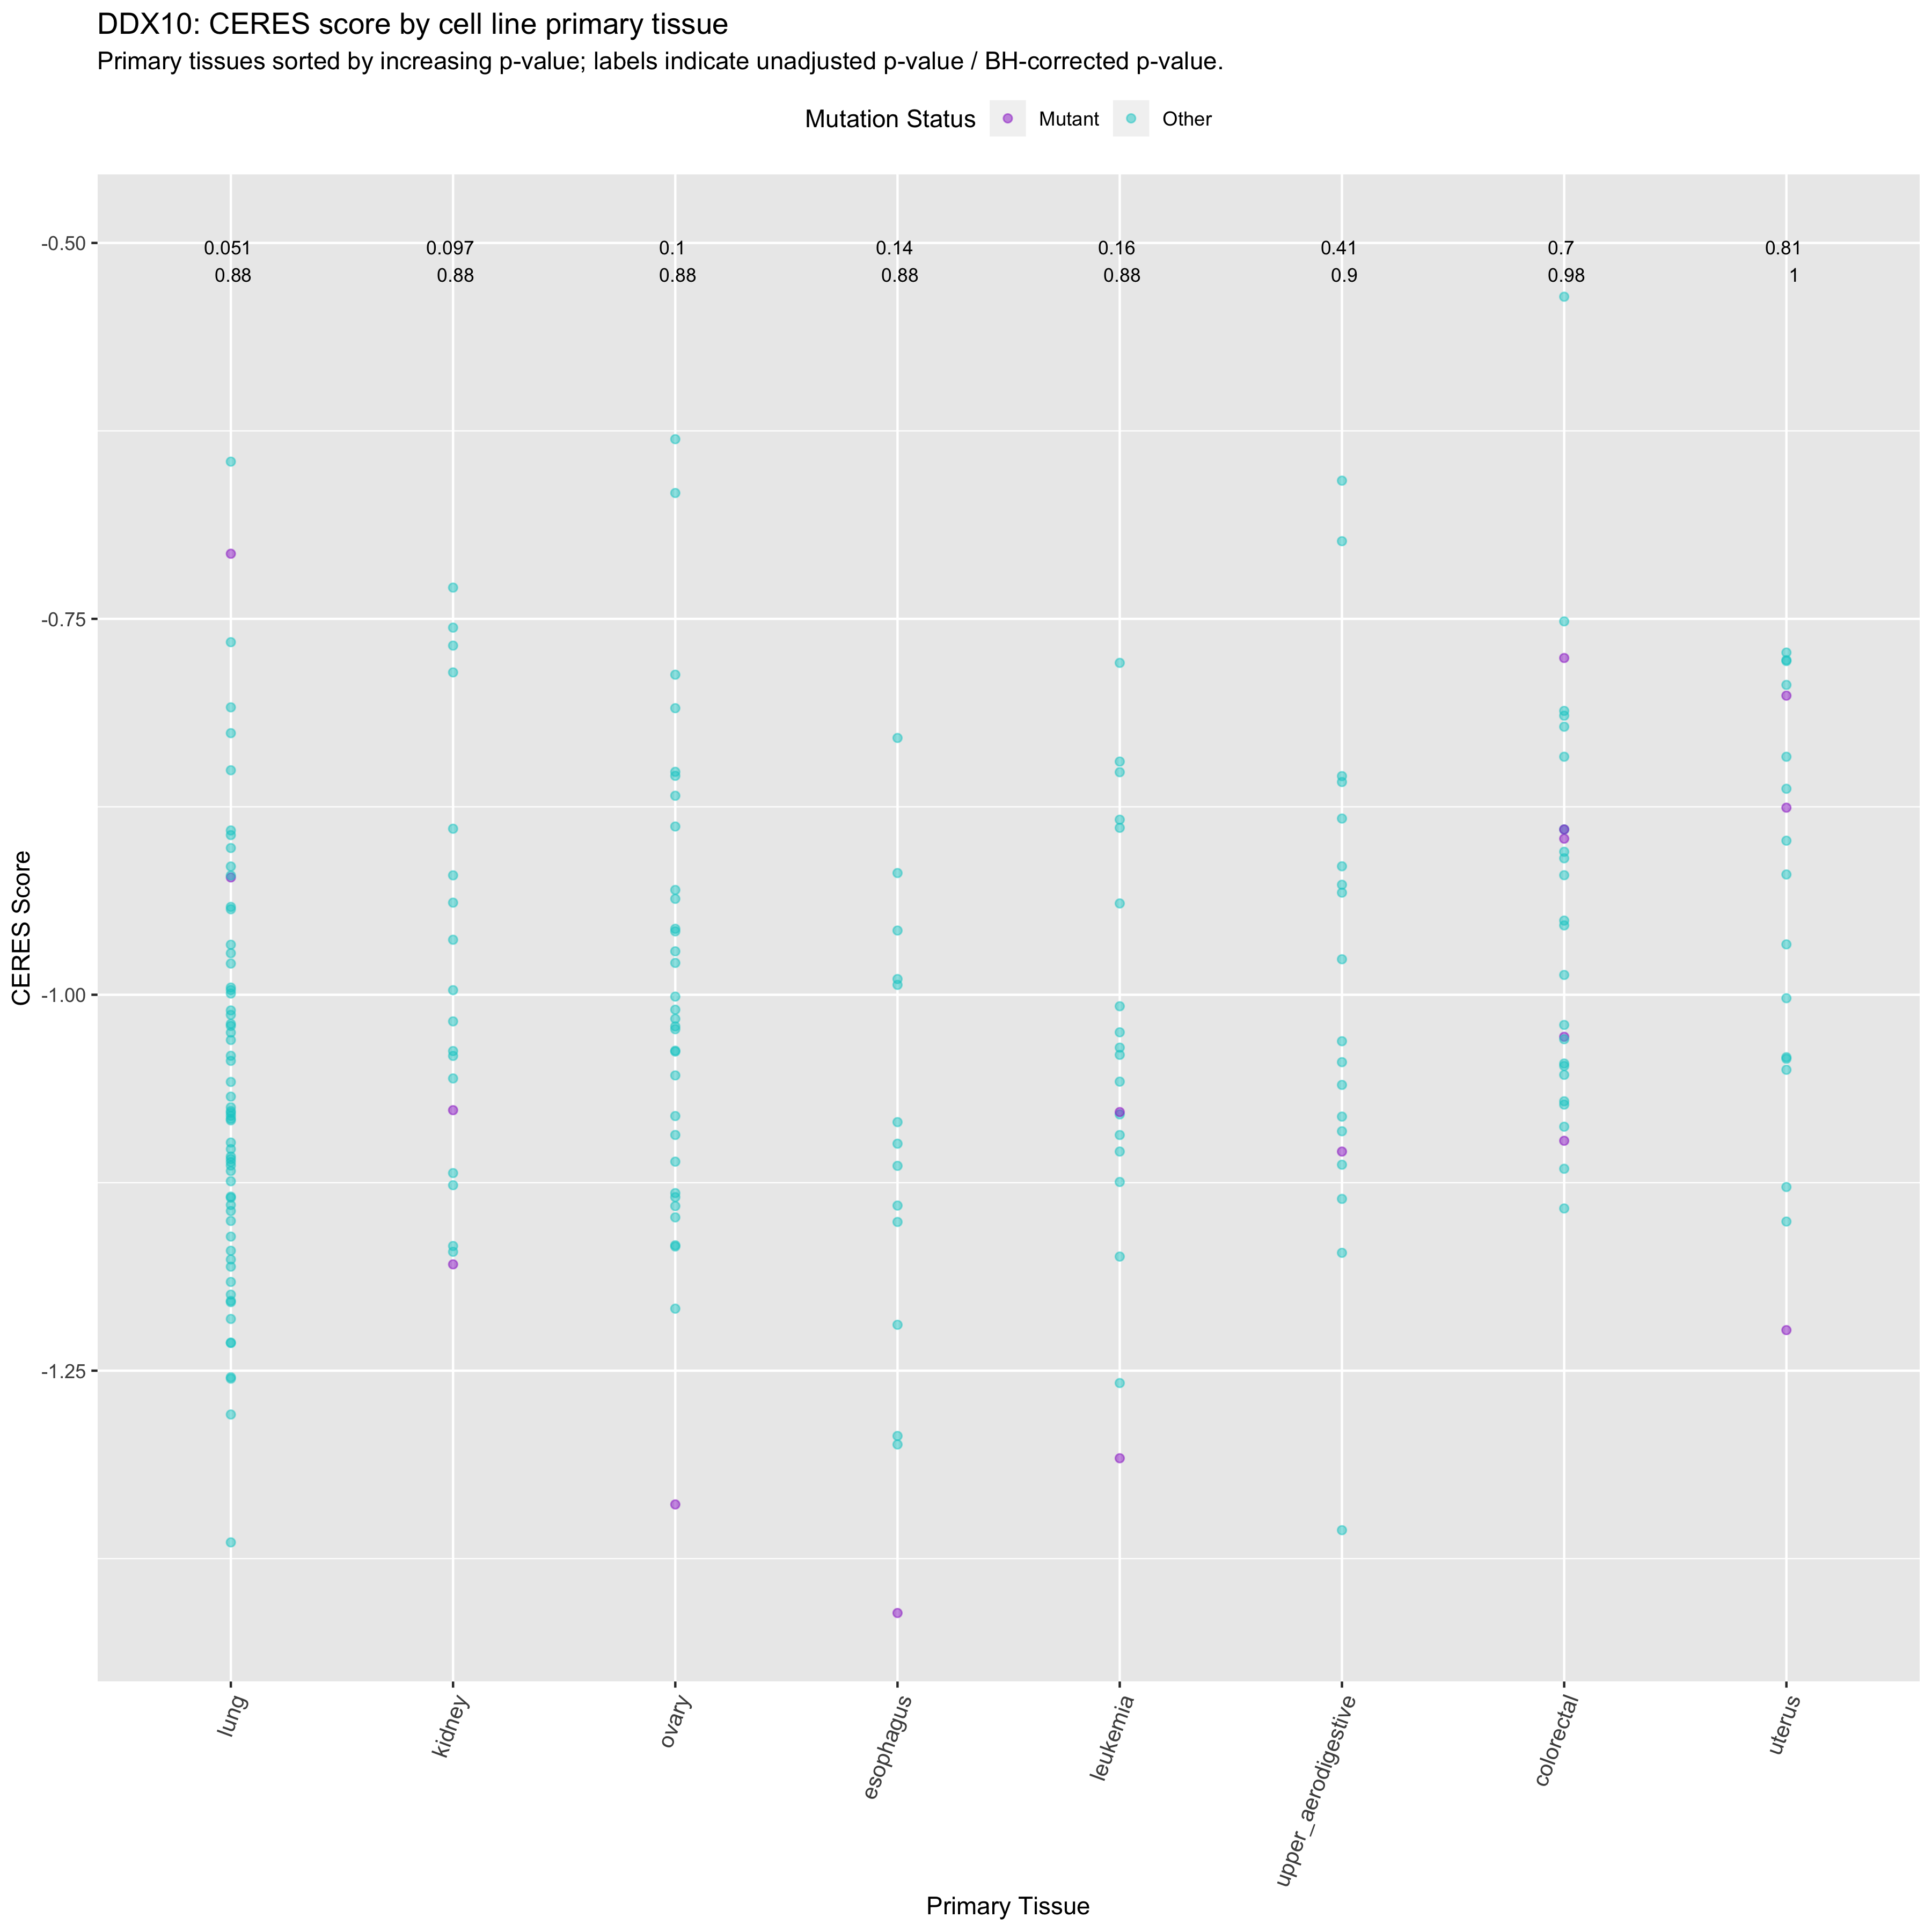 DDX10: CERES score by cell line primary tissue
Primary tissues sorted by increasing p-value; labels indicate unadjusted p-value / BH-corrected p-value.
Mutation Status Mutant Other
-0.50
-0.75
-1.00
-1.25
CERES Score
0.051 0.097 0.1 0.14 0.16 0.41 0.7 0.81
0.88 0.88 0.88 0.88 0.88 0.9 0.98 1
lung
kidney
ovary
esophagus
leukemia
upper_aerodigestive
colorectal
uterus
Primary Tissue